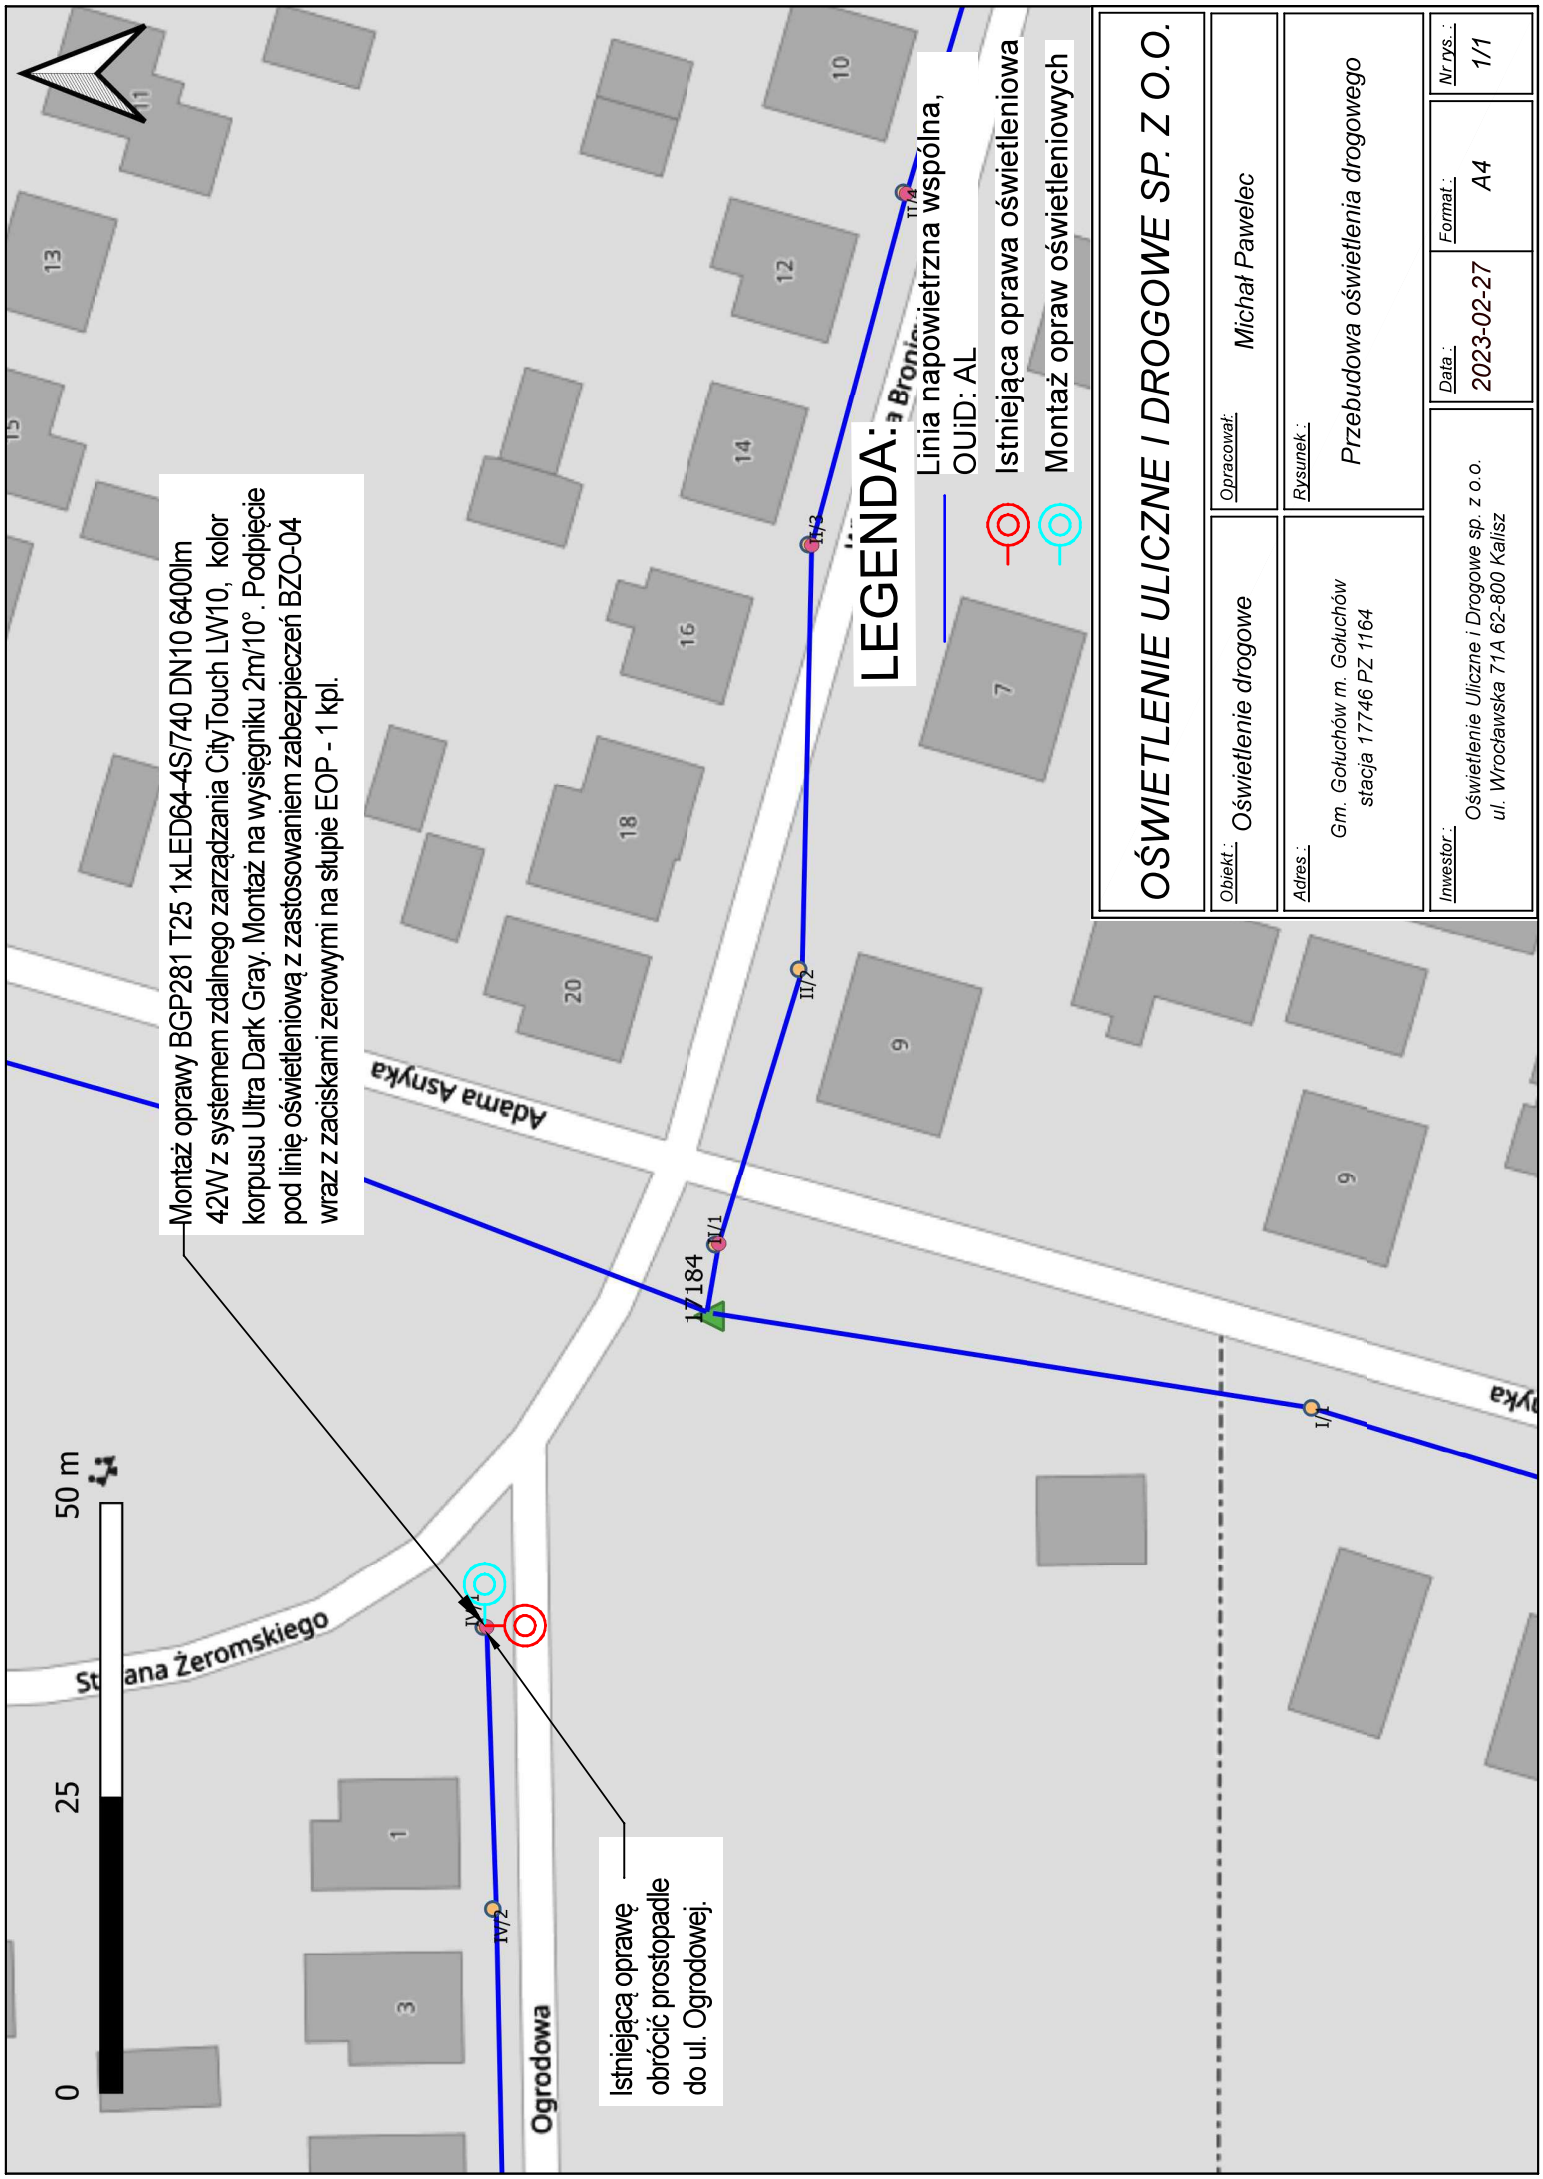 Montaż oprawy BGP281 T25 1xLED64-4S/740 DN10 6400lm
42W z systemem zdalnego zarządzania CityTouch LW10, kolor
korpusu Ultra Dark Gray. Montaż na wysięgniku 2m/10°. Podpięcie
pod linię oświetleniową z zastosowaniem zabezpieczeń BZO-04
wraz z zaciskami zerowymi na słupie EOP - 1 kpl.
Istniejącą oprawę
obrócić prostopadle
do ul. Ogrodowej.
0 25 50 m
Stefana Żeromskiego
Adama Asnyka
Ogrodowa
17184
II/1
II/2
II/3
II/4
I/1
IV/1
IV/2
1
3
20
18
16
14
12
10
11
13
15
7
9
9
LEGENDA:
Linia napowietrzna wspólna,
OUiD: AL
Istniejąca oprawa oświetleniowa
Montaż opraw oświetleniowych
OŚWIETLENIE ULICZNE I DROGOWE SP. Z O.O.
Obiekt :
Oświetlenie drogowe
Opracował:
Michał Pawelec
Adres :
Gm. Gołuchów m. Gołuchów
stacja 17746 PZ 1164
Rysunek :
Przebudowa oświetlenia drogowego
Inwestor :
Oświetlenie Uliczne i Drogowe sp. z o.o.
ul. Wrocławska 71A 62-800 Kalisz
Data :
2023-02-27
Format :
A4
Nr rys. :
1/1